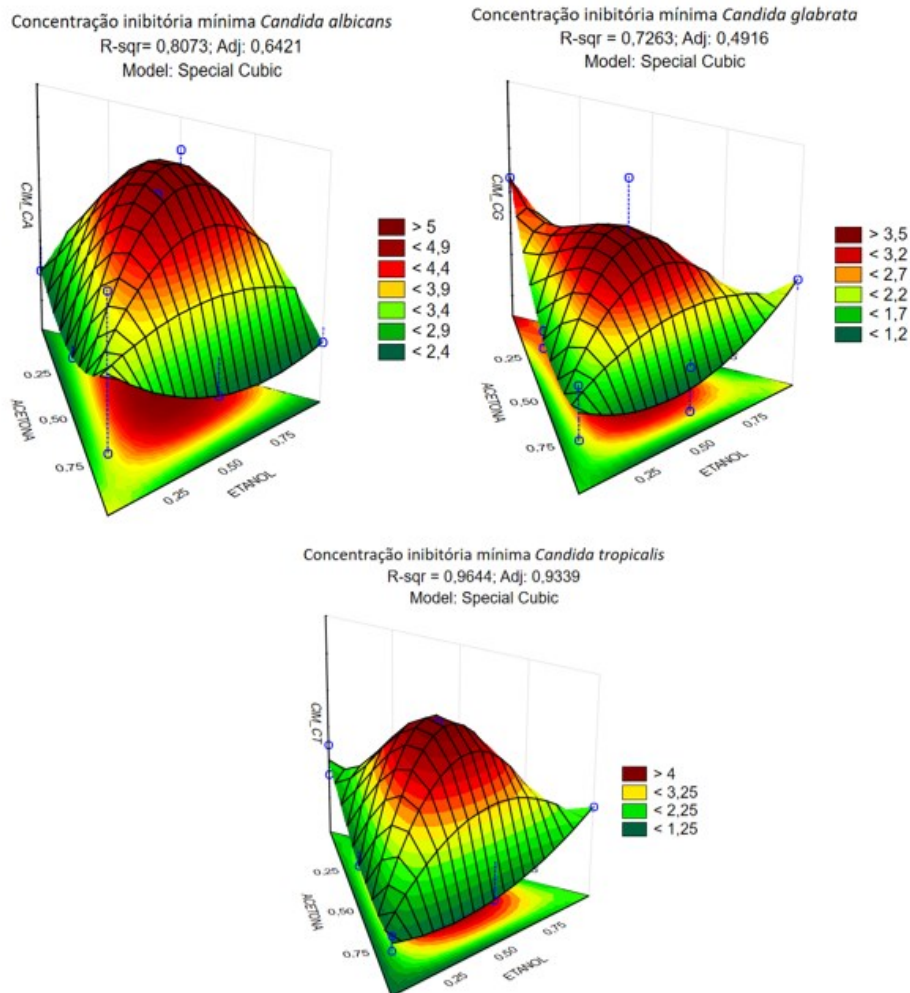 Concentração inibitória mínima Candida albicans
R-sqr= 0,8073; Adj: 0,6421
Model: Special Cubic
CIM_CA
> 5
< 4,9
< 4,4
< 3,9
< 3,4
< 2,9
< 2,4
0,25
0,50
0,75
ACETONA
0,25
0,50
0,75
ETANOL
Concentração inibitória mínima Candida glabrata
R-sqr = 0,7263; Adj: 0,4916
Model: Special Cubic
CIM_CG
> 3,5
< 3,2
< 2,7
< 2,2
< 1,7
< 1,2
0,25
0,50
0,75
ACETONA
0,25
0,50
0,75
ETANOL
Concentração inibitória mínima Candida tropicalis
R-sqr = 0,9644; Adj: 0,9339
Model: Special Cubic
CIM_CT
> 4
< 3,25
< 2,25
< 1,25
0,25
0,50
0,75
ACETONA
0,25
0,50
0,75
ETANOL